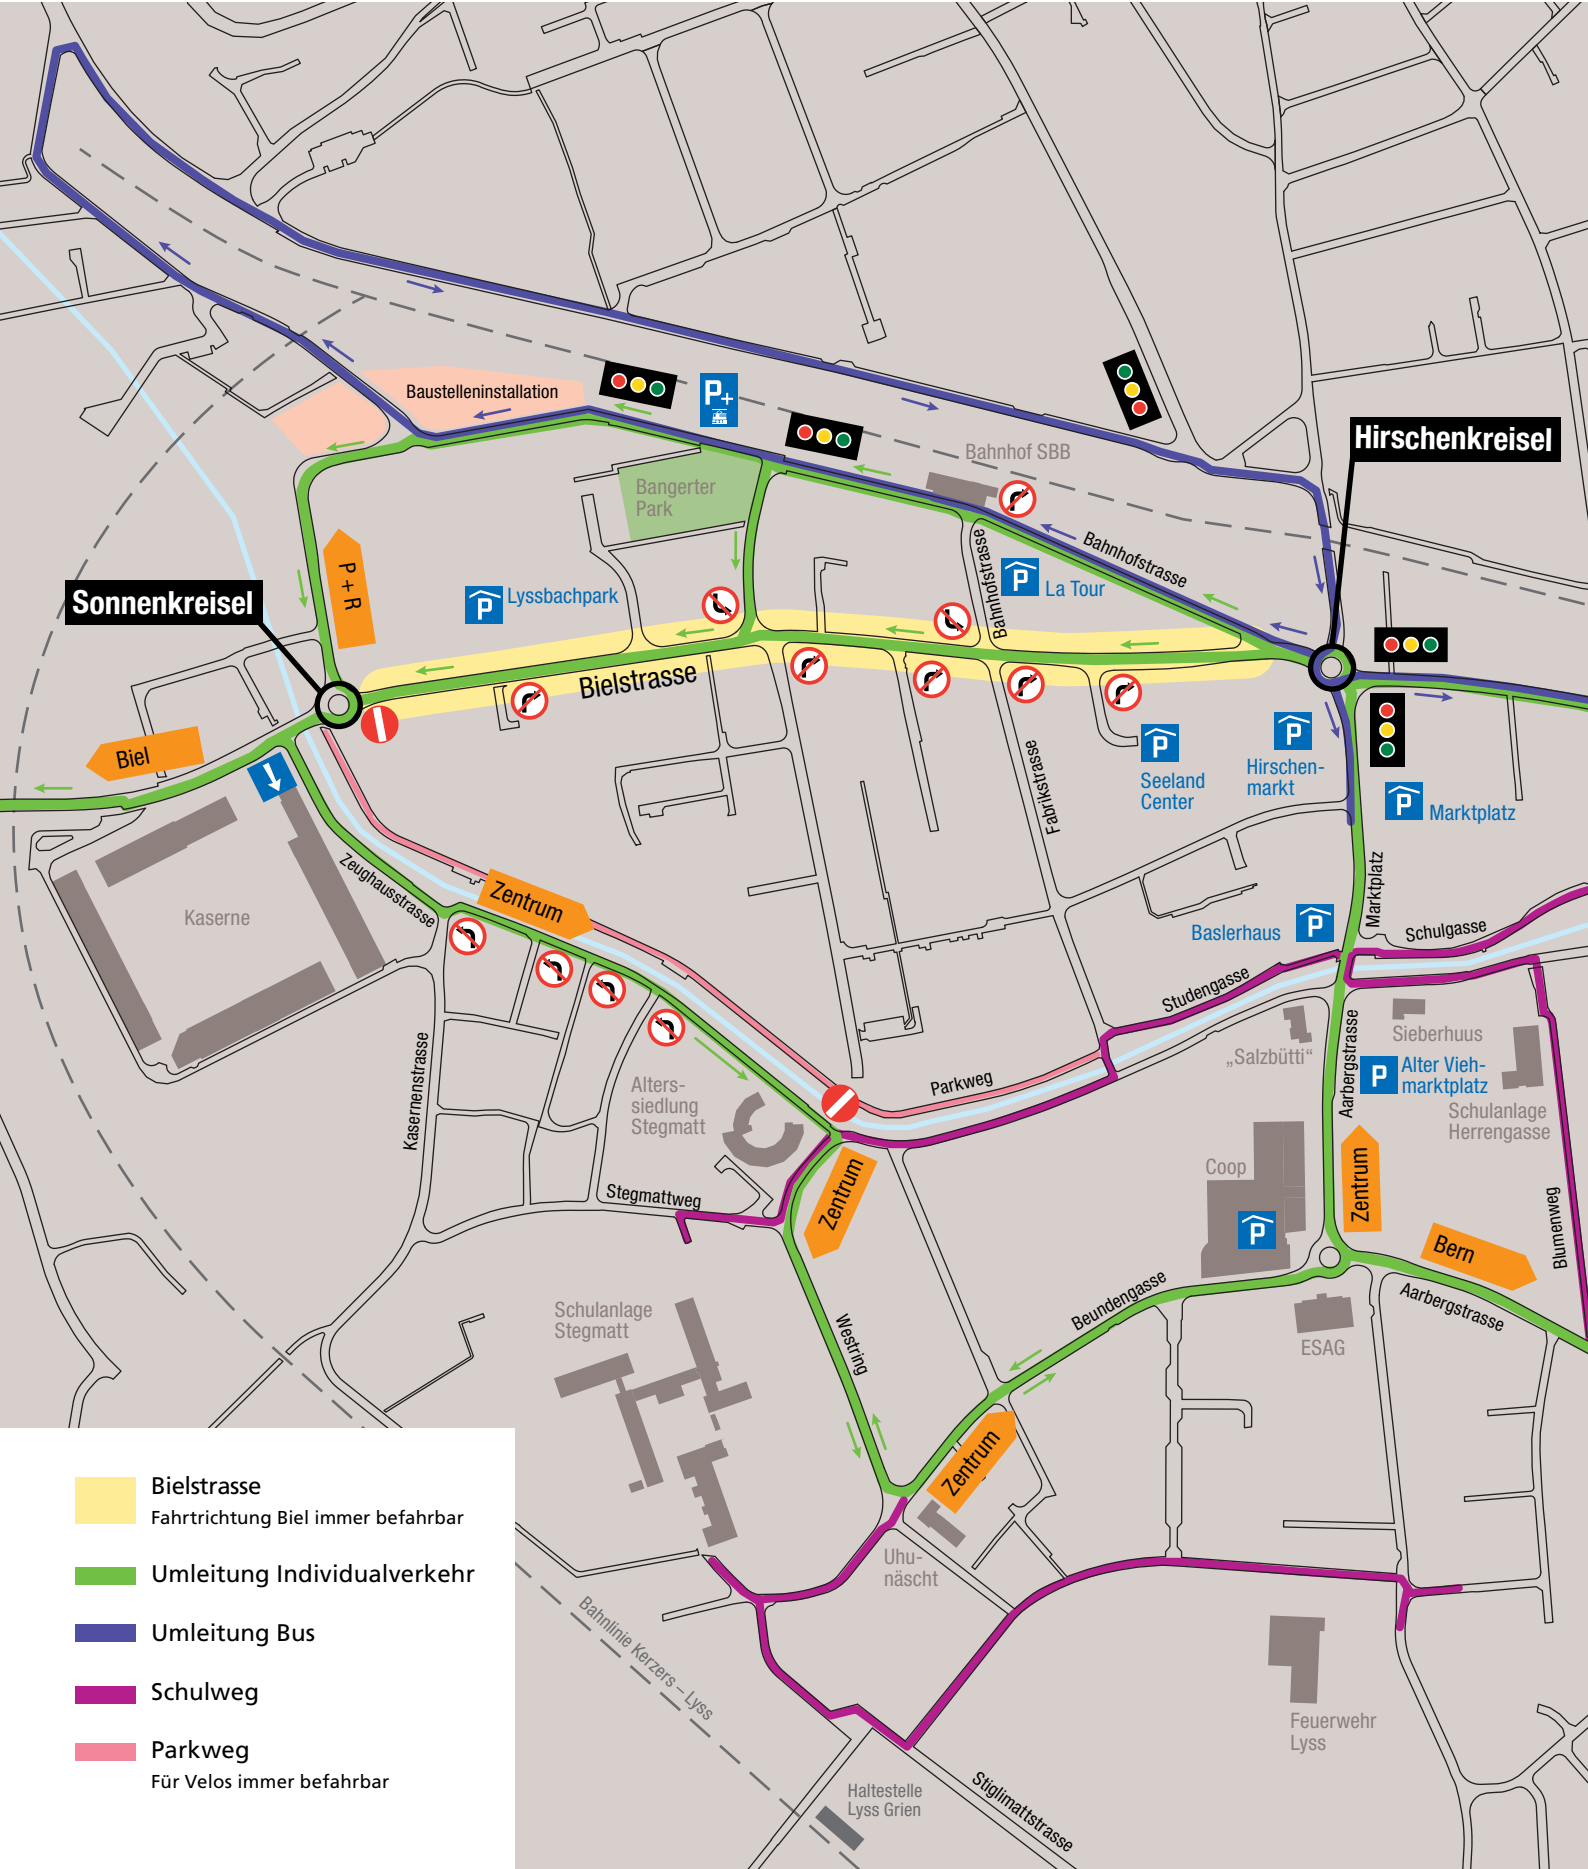 Baustelleninstallation
P+
Bahnhof SBB
Hirschenkreisel
Bangerter
Park
Bahnhofstrasse
Bahnhofstrasse
P
La Tour
P + R
Sonnenkreisel
P
Lyssbachpark
Bielstrasse
Biel
P
Seeland
Center
P
Hirschen-
markt
P
Marktplatz
Fabrikstrasse
Marktplatz
Zeughausstrasse
Zentrum
Kaserne
Baslerhaus
P
Schulgasse
Studengasse
Kasernenstrasse
Alters-
siedlung
Stegmatt
Parkweg
„Salzbütti“
Aarbergstrasse
Sieberhuus
P
Alter Vieh-
marktplatz
Schulanlage
Herrengasse
Coop
P
Zentrum
Zentrum
Stegmattweg
Blumenweg
Bern
Aarbergstrasse
Beundengasse
ESAG
Schulanlage
Stegmatt
Westring
Zentrum
Uhu-
näscht
Bahnlinie Kerzers – Lyss
Feuerwehr
Lyss
Haltestelle
Lyss Grien
Stiglimattstrasse
Bielstrasse
Fahrtrichtung Biel immer befahrbar
Umleitung Individualverkehr
Umleitung Bus
Schulweg
Parkweg
Für Velos immer befahrbar